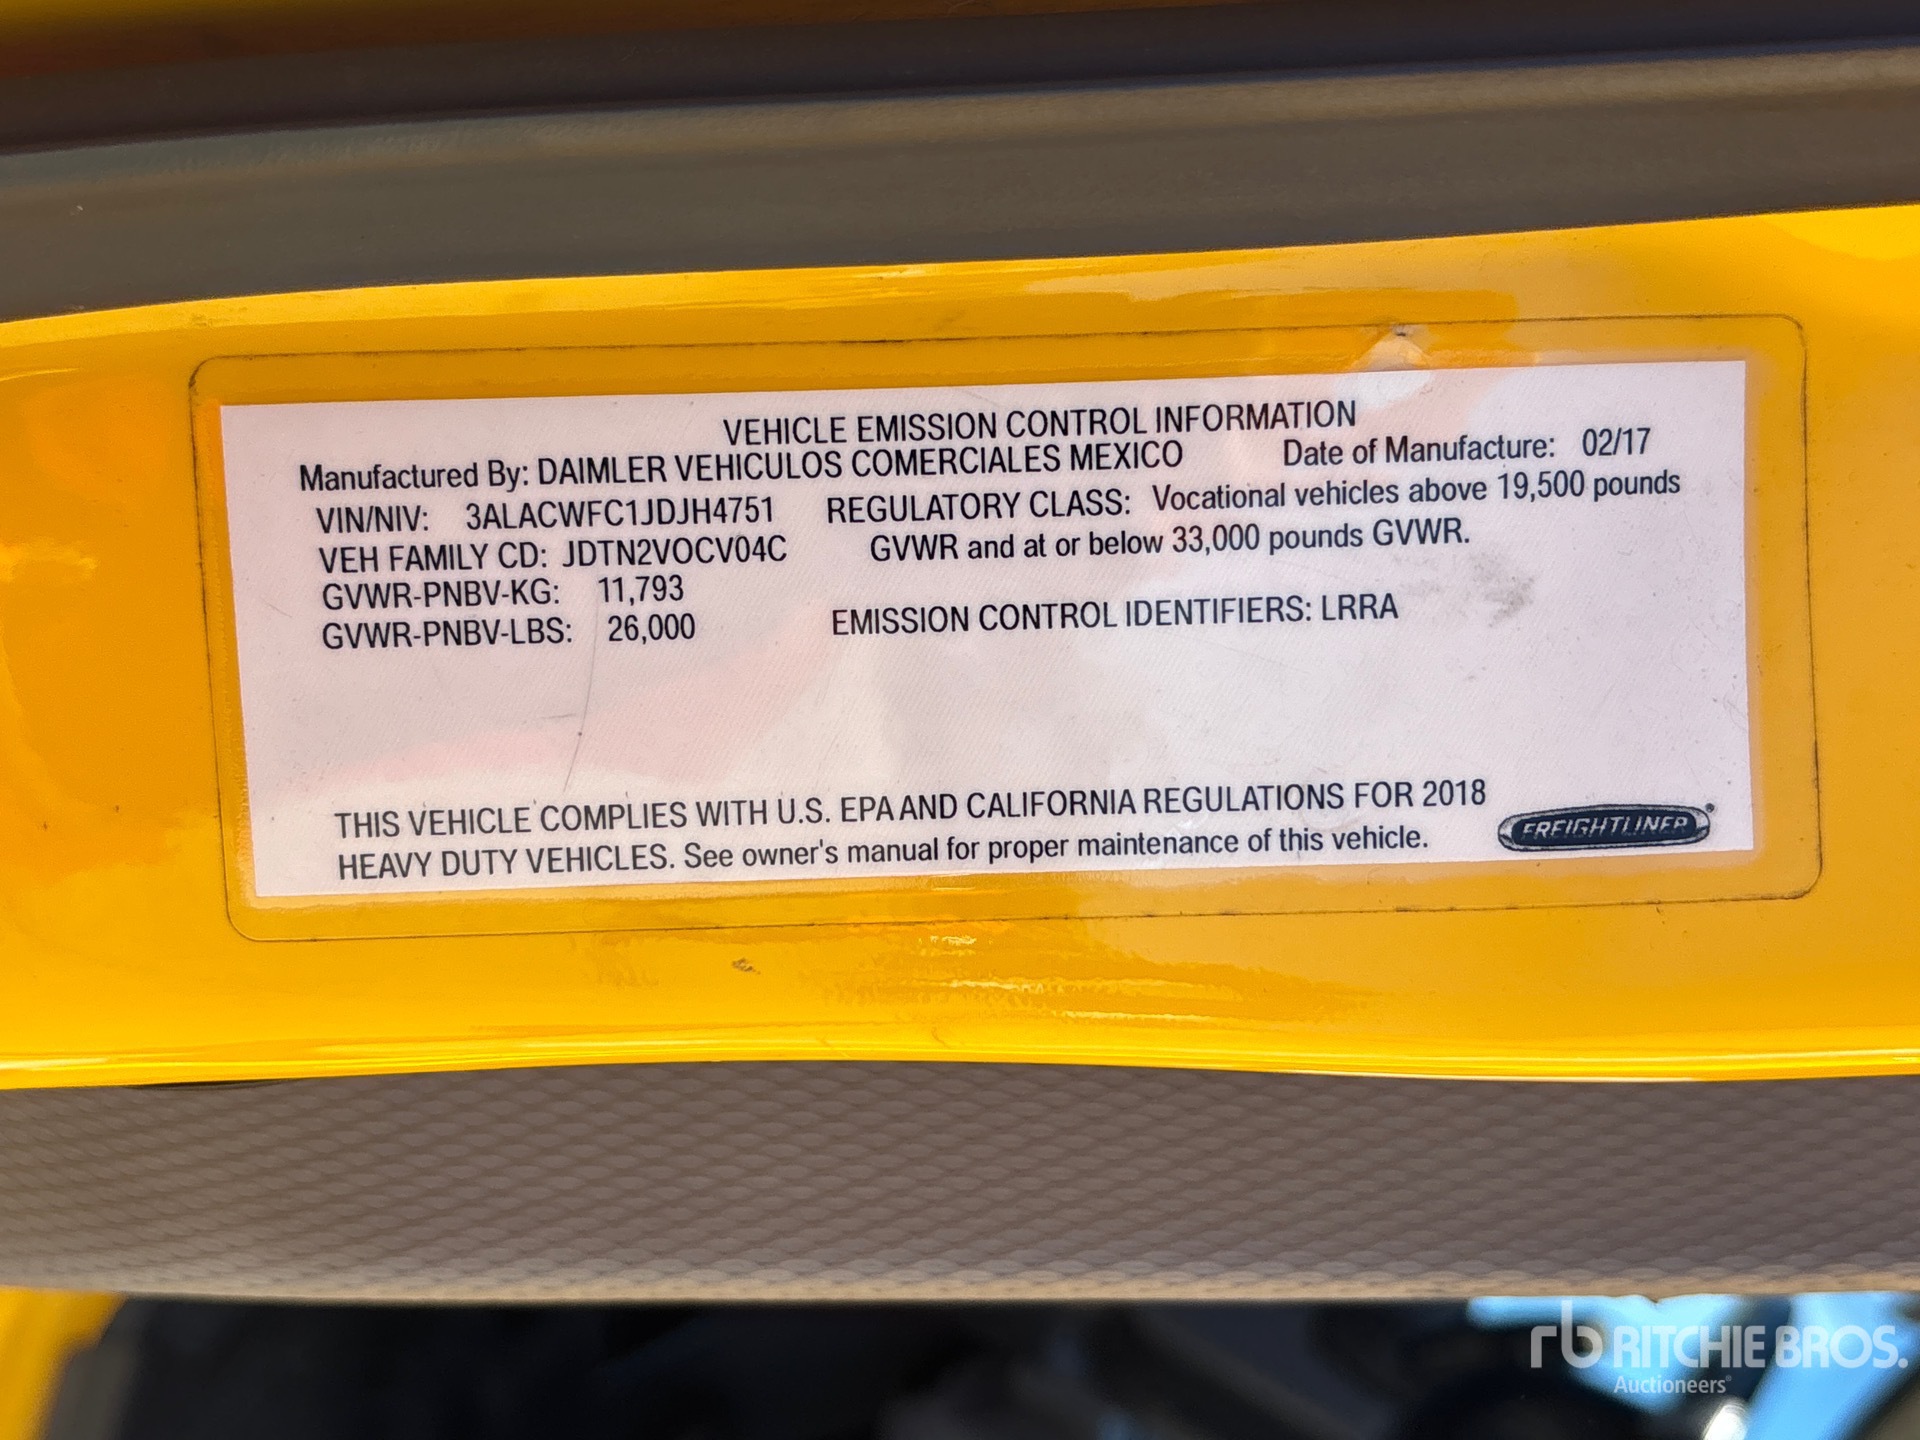 VEHICLE EMISSION CONTROL INFORMATION
Manufactured By: DAIMLER VEHICULOS COMERCIALES MEXICO Date of Manufacture: 02/17
VIN/NIV: 3ALACWFC1JDJH4751 REGULATORY CLASS: Vocational vehicles above 19,500 pounds
VEH FAMILY CD: JDTN2VOCV04C GVWR and at or below 33,000 pounds GVWR.
GVWR-PNBV-KG: 11,793
GVWR-PNBV-LBS: 26,000 EMISSION CONTROL IDENTIFIERS: LRRA
THIS VEHICLE COMPLIES WITH U.S. EPA AND CALIFORNIA REGULATIONS FOR 2018
HEAVY DUTY VEHICLES. See owner's manual for proper maintenance of this vehicle.
FREIGHTLINER®
rb RITCHIE BROS.
Auctioneers®